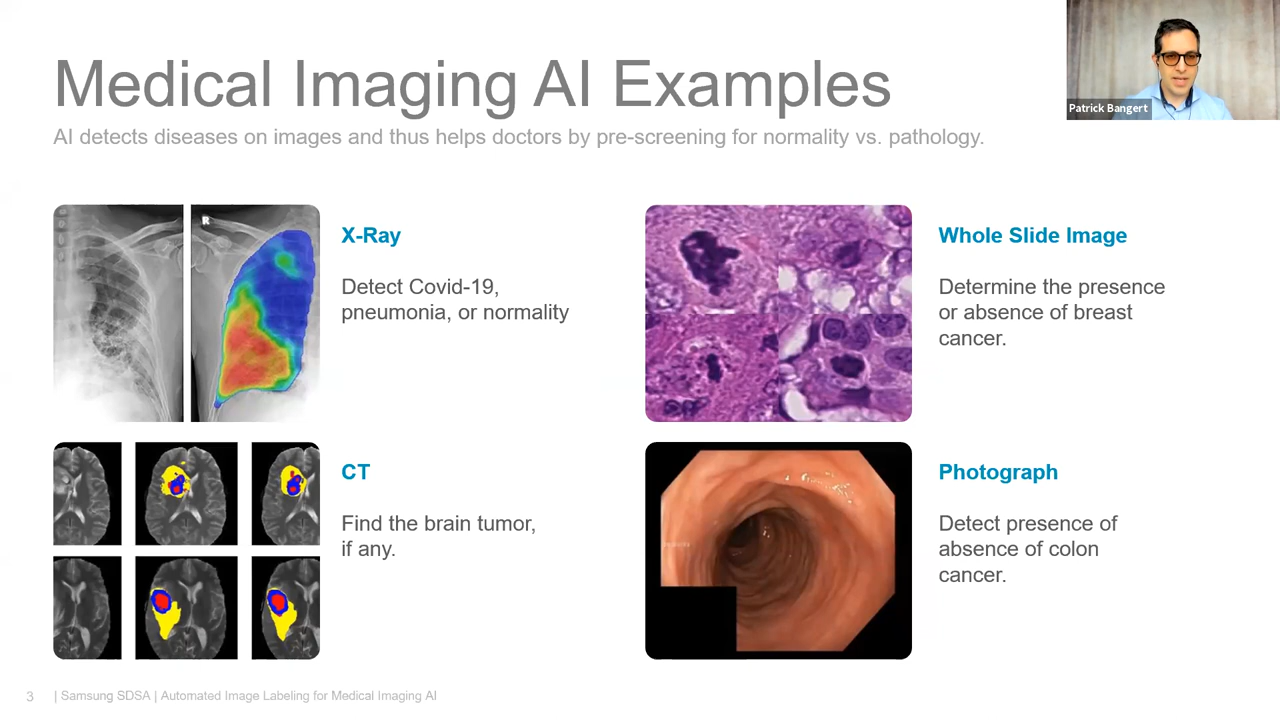 Medical Imaging AI Examples
AI detects diseases on images and thus helps doctors by pre-screening for normality vs. pathology.
Patrick Bangert
R
X-Ray
Detect Covid-19,
pneumonia, or normality
Whole Slide Image
Determine the presence
or absence of breast
cancer.
CT
Find the brain tumor,
if any.
Photograph
Detect presence of
absence of colon
cancer.
3 | Samsung SDSA | Automated Image Labeling for Medical Imaging AI